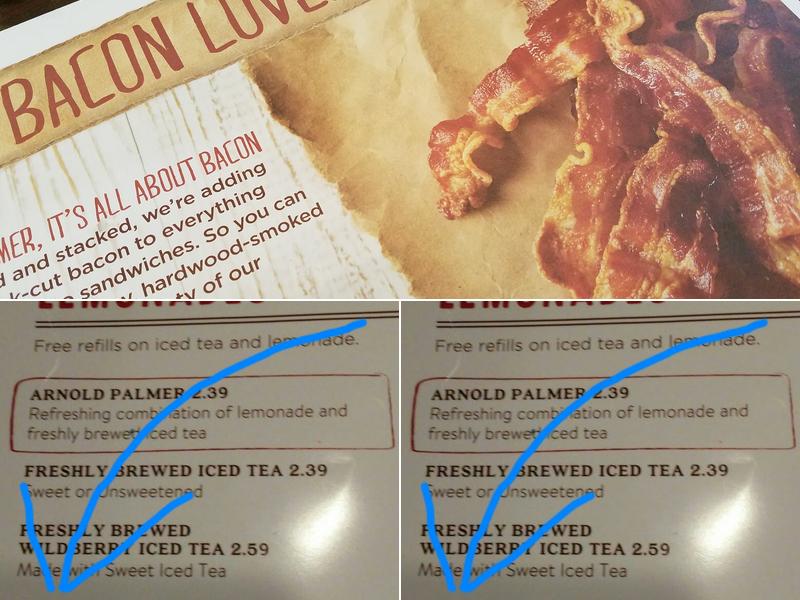 BACON LOVE
MER, IT'S ALL ABOUT BACON
d and stacked, we're adding
k-cut bacon to everything
sandwiches. So you can
hardwood-smoked
ty of our
LEMONADES
Free refills on iced tea and lemonade.
ARNOLD PALMER 2.39
Refreshing combination of lemonade and
freshly brewed iced tea
FRESHLY BREWED ICED TEA 2.39
Sweet or Unsweetened
FRESHLY BREWED
WILDBERRY ICED TEA 2.59
Made with Sweet Iced Tea
LEMONADES
Free refills on iced tea and lemonade.
ARNOLD PALMER 2.39
Refreshing combination of lemonade and
freshly brewed iced tea
FRESHLY BREWED ICED TEA 2.39
Sweet or Unsweetened
FRESHLY BREWED
WILDBERRY ICED TEA 2.59
Made with Sweet Iced Tea